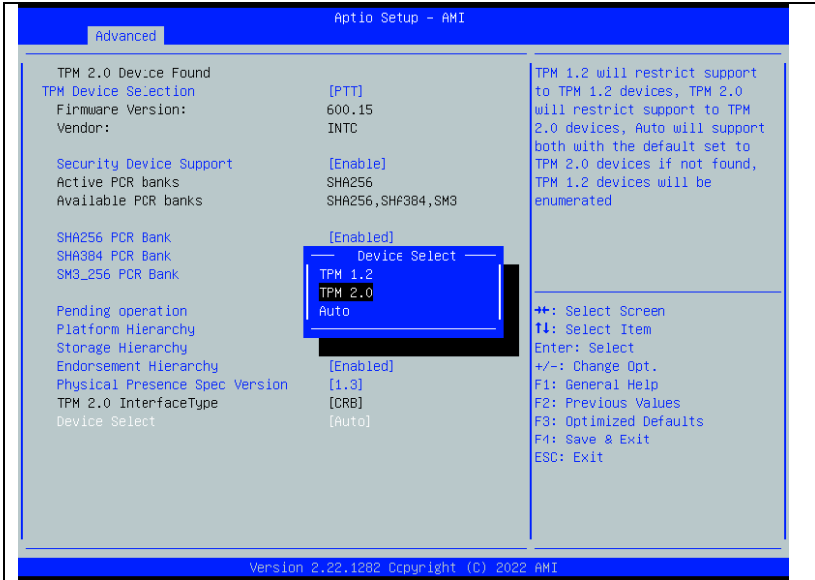 Aptio Setup – AMI
Advanced
TPM 2.0 Device Found
TPM Device Selection [PTT]
Firmware Version: 600.15
Vendor: INTC
Security Device Support [Enable]
Active PCR banks SHA256
Available PCR banks SHA256,SHA384,SM3
SHA256 PCR Bank [Enabled]
SHA384 PCR Bank
SM3_256 PCR Bank
Pending operation
Platform Hierarchy
Storage Hierarchy
Endorsement Hierarchy [Enabled]
Physical Presence Spec Version [1.3]
TPM 2.0 InterfaceType [CRB]
Device Select [Auto]
Device Select
TPM 1.2
TPM 2.0
Auto
TPM 1.2 will restrict support
to TPM 1.2 devices, TPM 2.0
will restrict support to TPM
2.0 devices, Auto will support
both with the default set to
TPM 2.0 devices if not found,
TPM 1.2 devices will be
enumerated
→←: Select Screen
↑↓: Select Item
Enter: Select
+/-: Change Opt.
F1: General Help
F2: Previous Values
F3: Optimized Defaults
F4: Save & Exit
ESC: Exit
Version 2.22.1282 Copyright (C) 2022 AMI